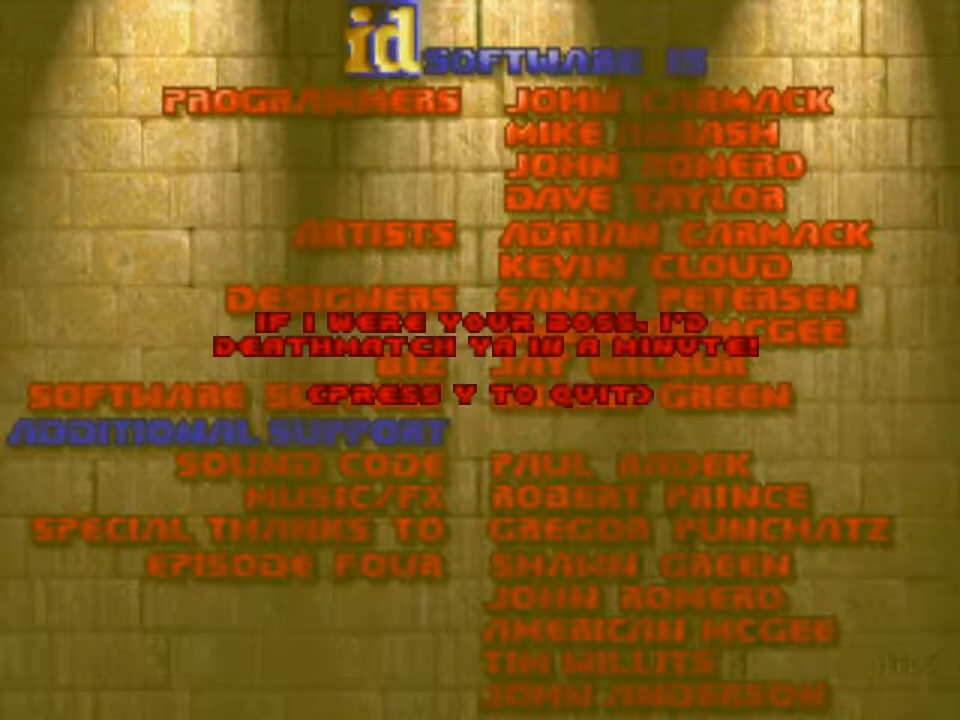 id SOFTWARE IS
PROGRAMMERS JOHN CARMACK
MIKE ABRASH
JOHN ROMERO
DAVE TAYLOR
ARTISTS ADRIAN CARMACK
KEVIN CLOUD
DESIGNERS SANDY PETERSEN
IF I WERE YOUR BOSS, I'D
MCGEE
DEATHMATCH YA IN A MINUTE!
BIZ JAY WILBUR
SOFTWARE GREEN
(PRESS Y TO QUIT)
ADDITIONAL SUPPORT
SOUND CODE PAUL RADEK
MUSIC/FX ROBERT PRINCE
SPECIAL THANKS TO GREGOR PUNCHATZ
EPISODE FOUR SHAWN GREEN
JOHN ROMERO
AMERICAN MCGEE
TIM WILLITS
JOHN ANDERSON